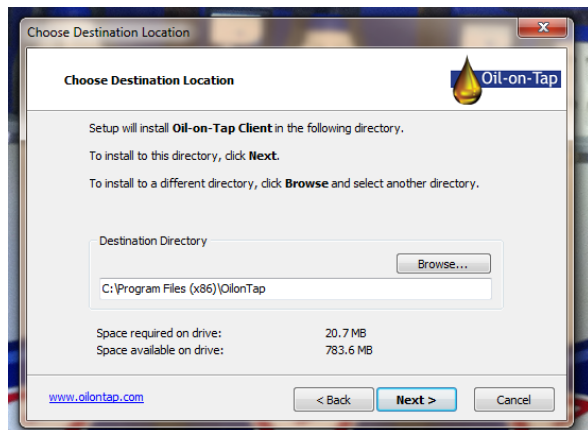 Choose Destination Location
Choose Destination Location
Oil-on-Tap
Setup will install Oil-on-Tap Client in the following directory.
To install to this directory, click Next.
To install to a different directory, click Browse and select another directory.
Destination Directory
Browse...
C:\Program Files (x86)\OilonTap
Space required on drive: 20.7 MB
Space available on drive: 783.6 MB
www.oilontap.com
< Back Next > Cancel